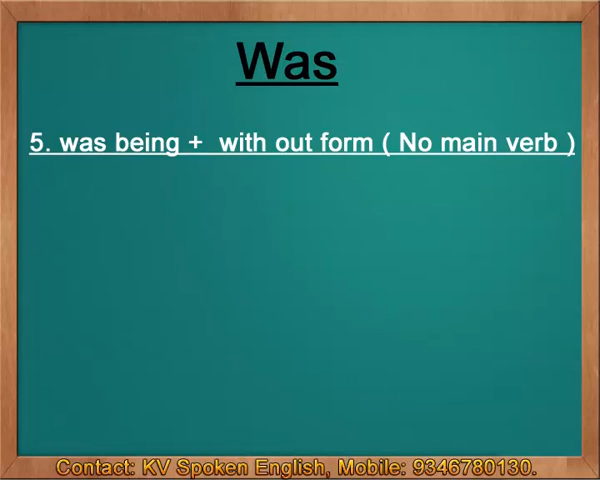 Was
5. was being + with out form ( No main verb )
Contact: KV Spoken English, Mobile: 9346780130.